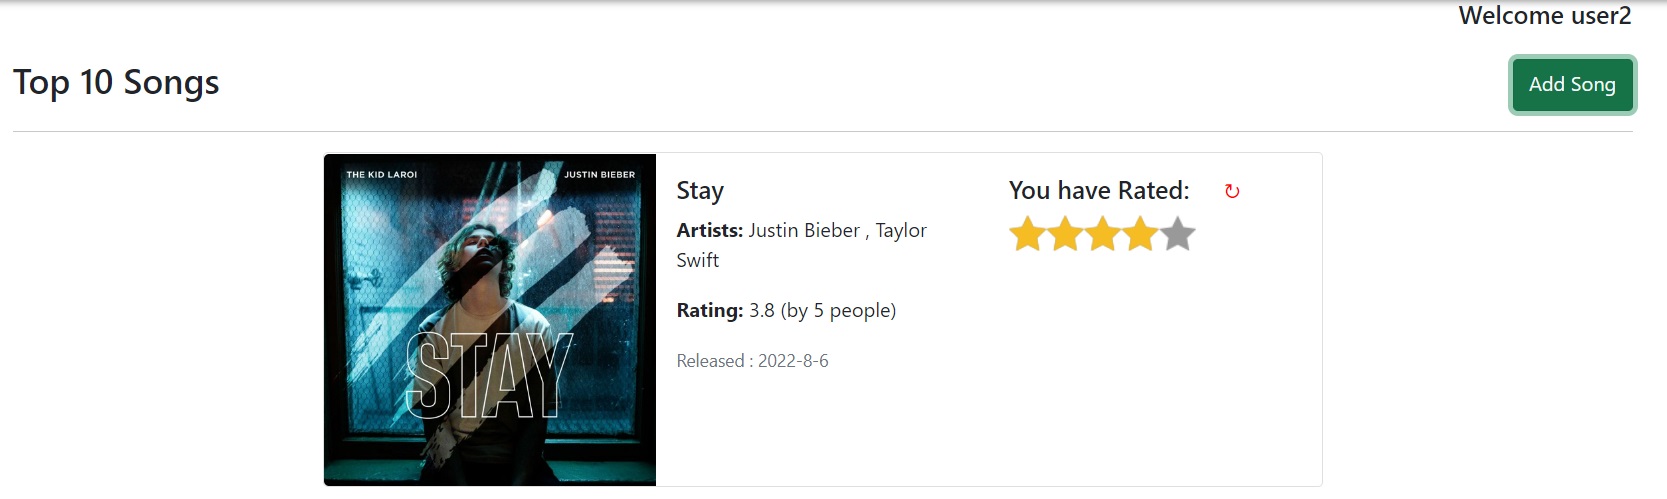 Welcome user2
Top 10 Songs
Add Song
THE KID LAROI
JUSTIN BIEBER
STAY
Stay
Artists: Justin Bieber , Taylor
Swift
Rating: 3.8 (by 5 people)
Released : 2022-8-6
You have Rated: